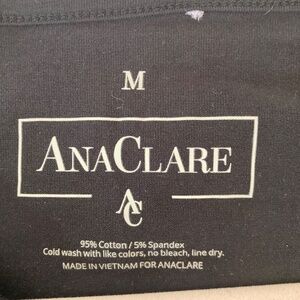 M
ANACLARE
AC
95% Cotton / 5% Spandex
Cold wash with like colors, no bleach, line dry.
MADE IN VIETNAM FOR ANACLARE